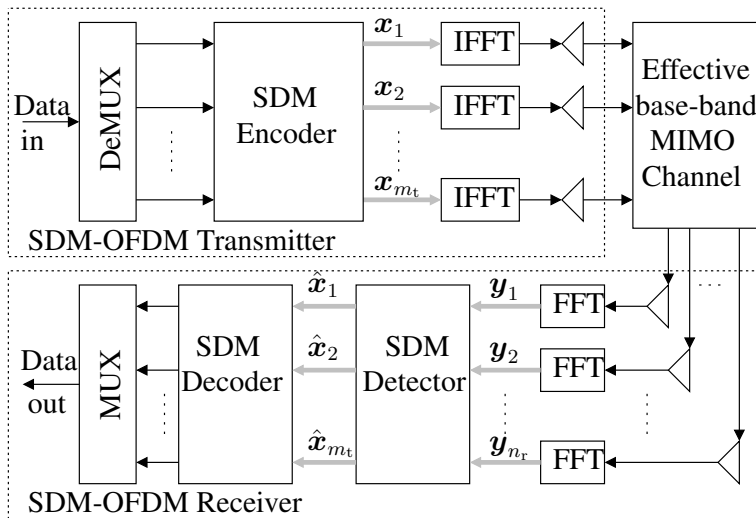 Data
in
DeMUX
SDM
Encoder
𝒙₁
𝒙₂
𝒙ₘₜ
IFFT
IFFT
IFFT
Effective
base-band
MIMO
Channel
SDM-OFDM Transmitter
Data
out
MUX
SDM
Decoder
𝒙̂₁
𝒙̂₂
𝒙̂ₘₜ
SDM
Detector
𝒚₁
𝒚₂
𝒚ₙᵣ
FFT
FFT
FFT
SDM-OFDM Receiver